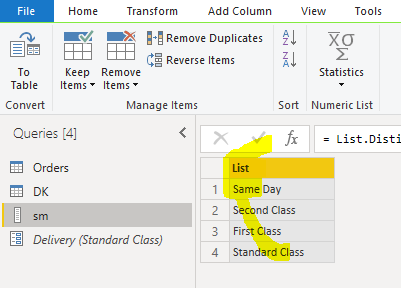 File Home Transform Add Column View Tools
To Table
Keep Items
Remove Items
Remove Duplicates
Reverse Items
Statistics
Convert Manage Items Sort Numeric List
Queries [4]
= List.Disti
Orders
DK
sm
Delivery (Standard Class)
List
1 Same Day
2 Second Class
3 First Class
4 Standard Class